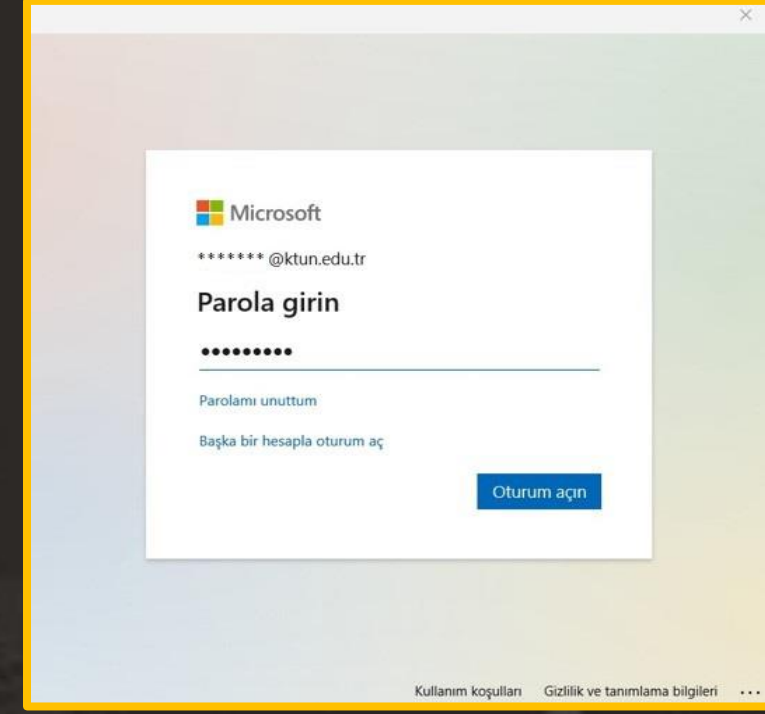 Microsoft
******* @ktun.edu.tr
Parola girin
•••••••••
Parolamı unuttum
Başka bir hesapla oturum aç
Oturum açın
Kullanım koşulları Gizlilik ve tanımlama bilgileri ...